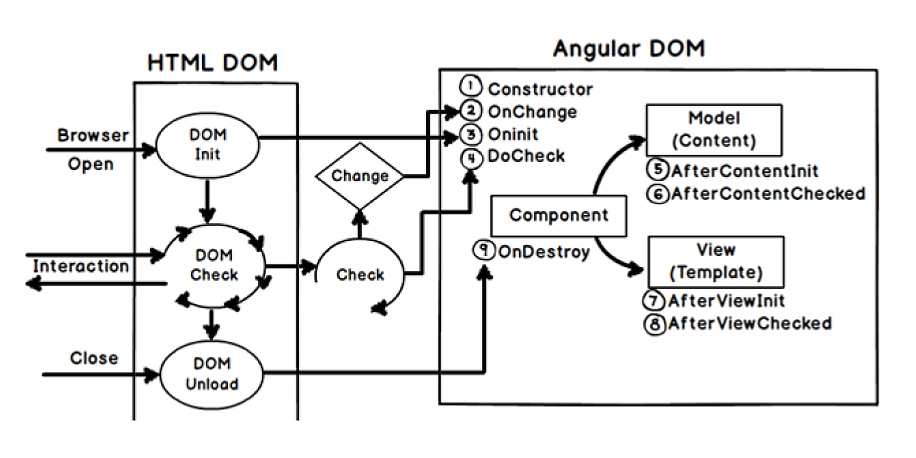 HTML DOM
Angular DOM
Browser
Open
DOM
Init
Interaction
DOM
Check
Close
DOM
Unload
Change
Check
1 Constructor
2 OnChange
3 Oninit
4 DoCheck
Component
9 OnDestroy
Model
(Content)
5 AfterContentInit
6 AfterContentChecked
View
(Template)
7 AfterViewInit
8 AfterViewChecked